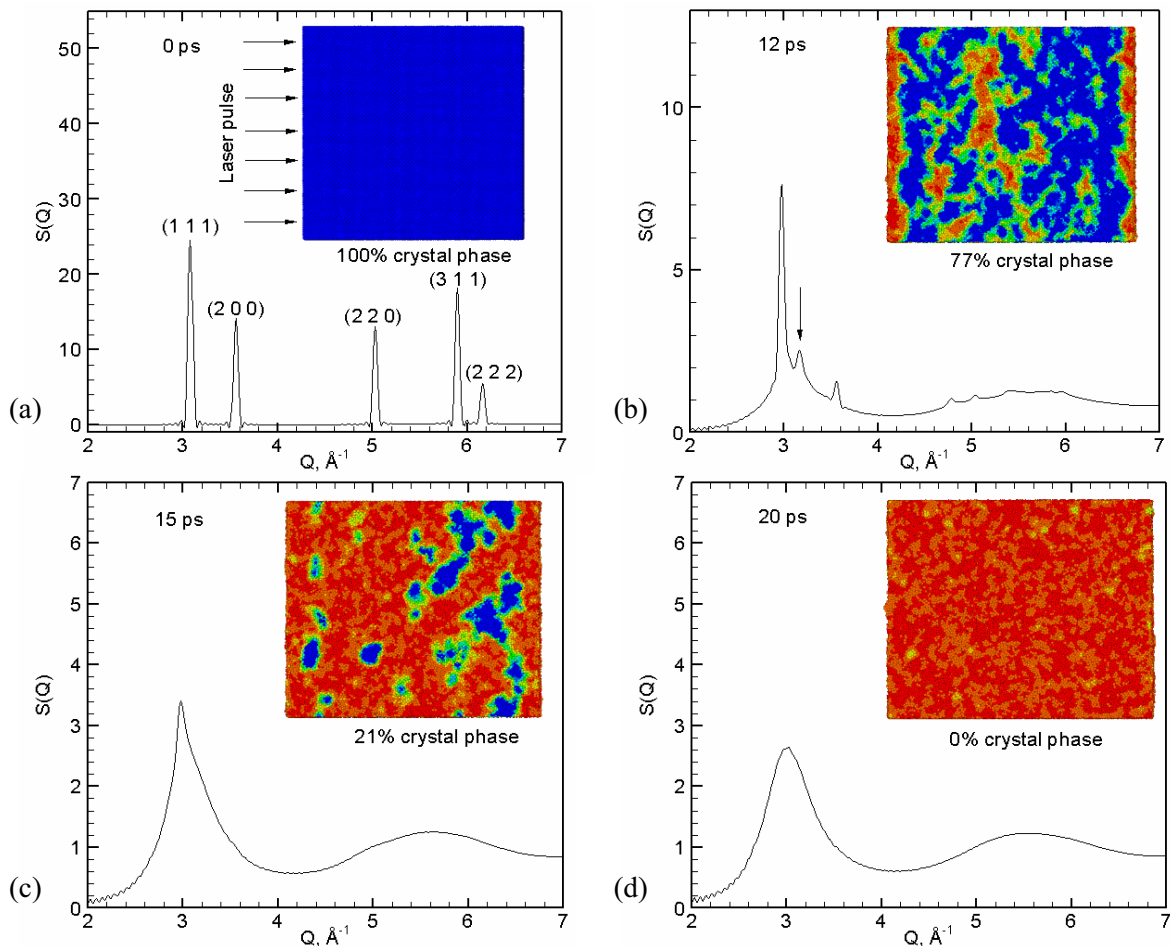 0 ps
Laser pulse
100% crystal phase
(1 1 1)
(2 0 0)
(2 2 0)
(3 1 1)
(2 2 2)
S(Q)
50
40
30
20
10
0
2 3 4 5 6 7
Q, Å-1
(a)
12 ps
77% crystal phase
S(Q)
10
5
0
2 3 4 5 6 7
Q, Å-1
(b)
15 ps
21% crystal phase
S(Q)
7
6
5
4
3
2
1
0
2 3 4 5 6 7
Q, Å-1
(c)
20 ps
0% crystal phase
S(Q)
7
6
5
4
3
2
1
0
2 3 4 5 6 7
Q, Å-1
(d)